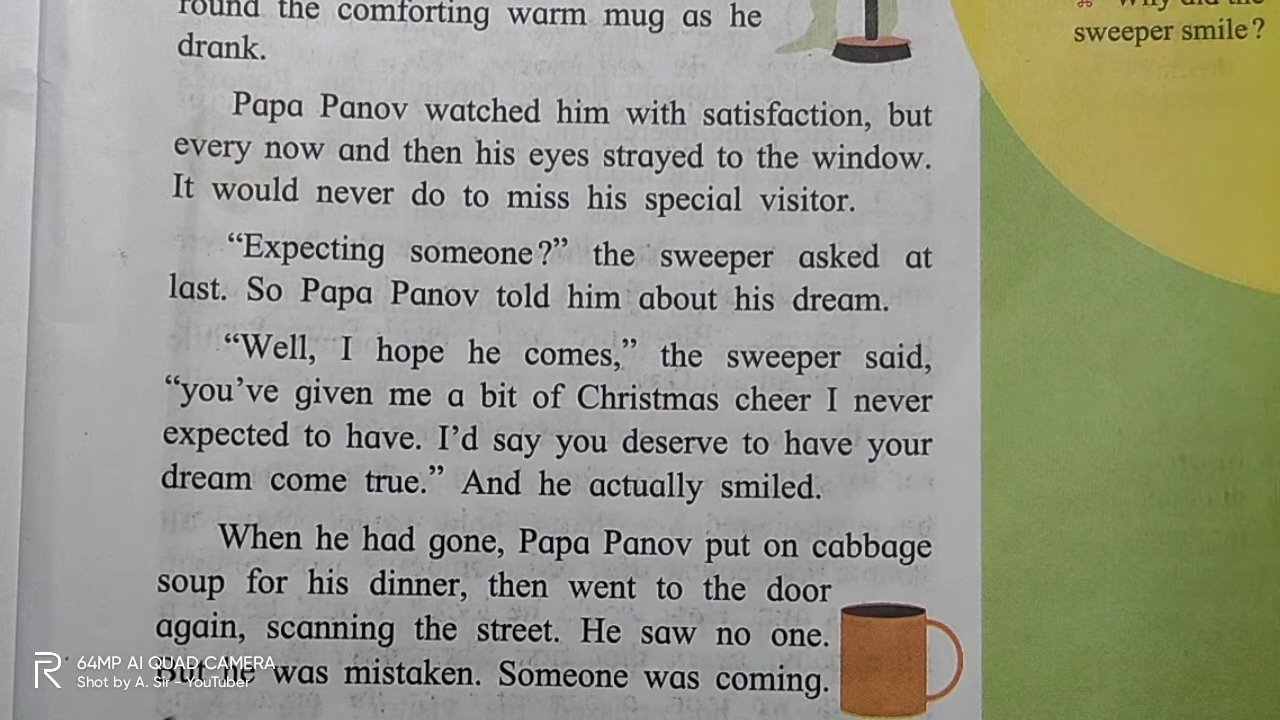 round the comforting warm mug as he
drank.
Papa Panov watched him with satisfaction, but
every now and then his eyes strayed to the window.
It would never do to miss his special visitor.
“Expecting someone?” the sweeper asked at
last. So Papa Panov told him about his dream.
“Well, I hope he comes,” the sweeper said,
“you’ve given me a bit of Christmas cheer I never
expected to have. I’d say you deserve to have your
dream come true.” And he actually smiled.
When he had gone, Papa Panov put on cabbage
soup for his dinner, then went to the door
again, scanning the street. He saw no one.
But he was mistaken. Someone was coming.
Why did the
sweeper smile?
64MP AI QUAD CAMERA
Shot by A. Sir - YouTuber